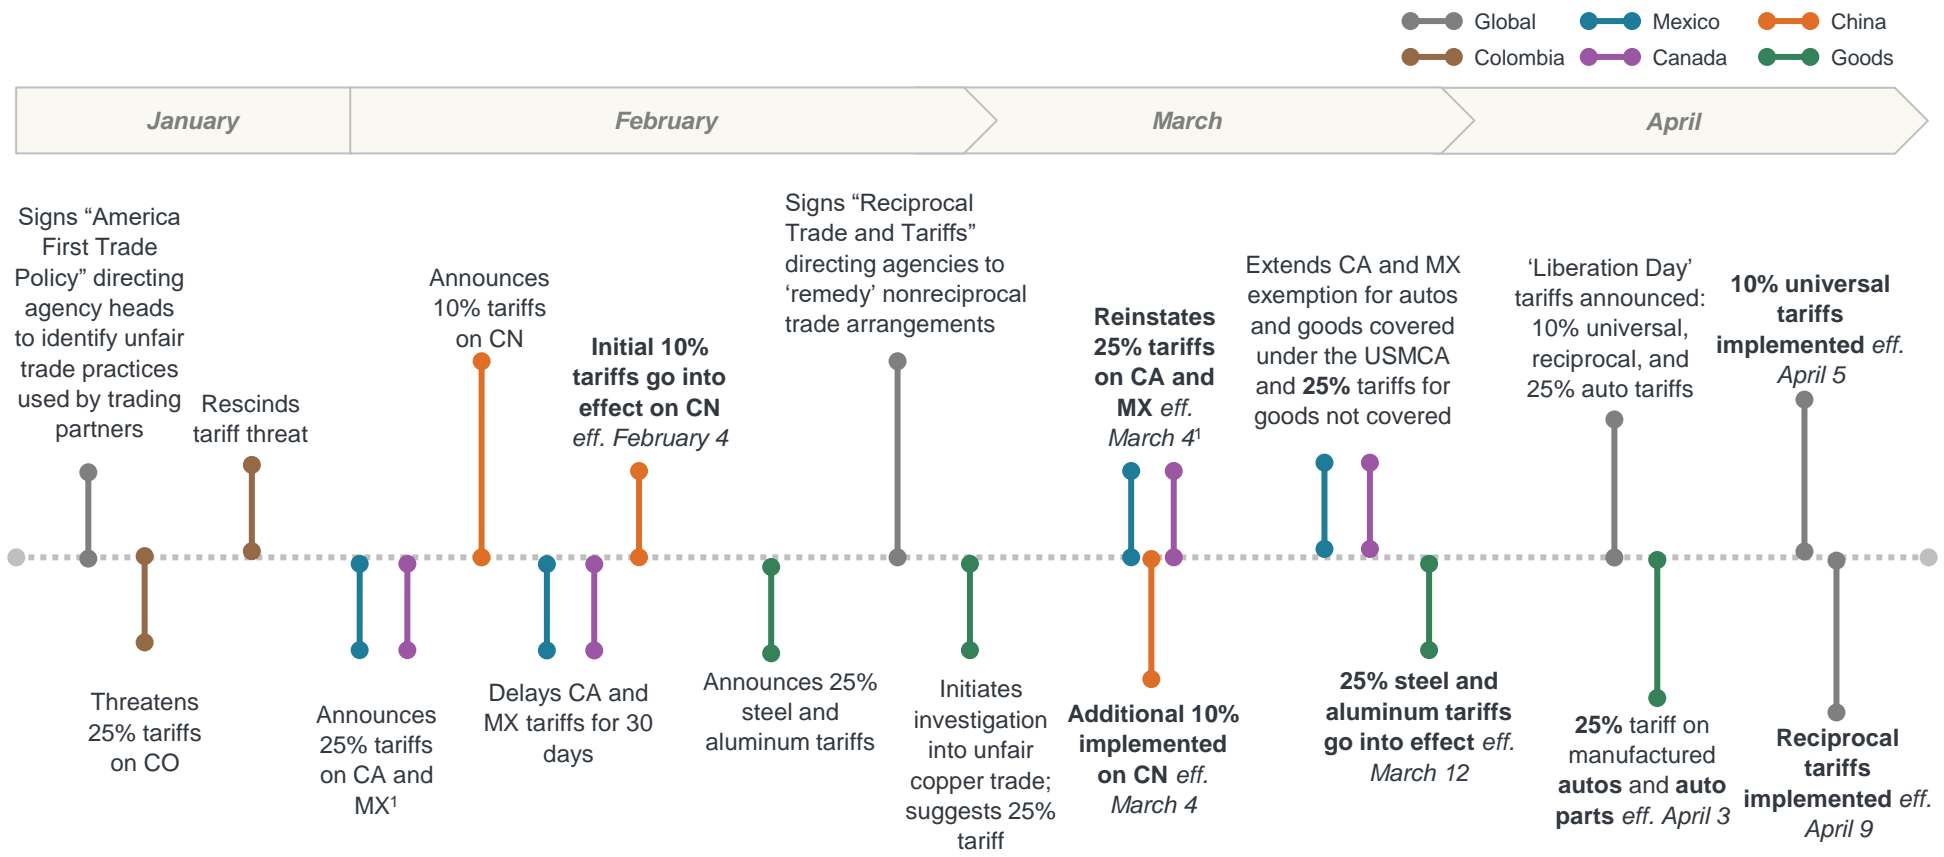 Global
Mexico
China
Colombia
Canada
Goods
January
February
March
April
Signs “America
First Trade
Policy” directing
agency heads
to identify unfair
trade practices
used by trading
partners
Rescinds
tariff threat
Announces
10% tariffs
on CN
Initial 10%
tariffs go into
effect on CN
eff. February 4
Signs “Reciprocal
Trade and Tariffs”
directing agencies to
‘remedy’ nonreciprocal
trade arrangements
Reinstates
25% tariffs
on CA and
MX eff.
March 4¹
Extends CA and MX
exemption for autos
and goods covered
under the USMCA
and 25% tariffs for
goods not covered
‘Liberation Day’
tariffs announced:
10% universal,
reciprocal, and
25% auto tariffs
10% universal
tariffs
implemented eff.
April 5
Threatens
25% tariffs
on CO
Announces
25% tariffs
on CA and
MX¹
Delays CA and
MX tariffs for 30
days
Announces 25%
steel and
aluminum tariffs
Initiates
investigation
into unfair
copper trade;
suggests 25%
tariff
Additional 10%
implemented
on CN eff.
March 4
25% steel and
aluminum tariffs
go into effect eff.
March 12
25% tariff on
manufactured
autos and auto
parts eff. April 3
Reciprocal
tariffs
implemented eff.
April 9